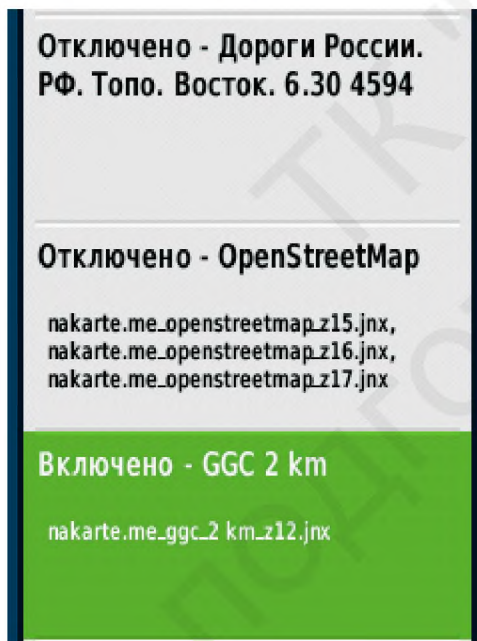 Отключено - Дороги России.
РФ. Топо. Восток. 6.30 4594
Отключено - OpenStreetMap
nakarte.me_openstreetmap_z15.jnx,
nakarte.me_openstreetmap_z16.jnx,
nakarte.me_openstreetmap_z17.jnx
Включено - GGC 2 km
nakarte.me_ggc_2 km_z12.jnx